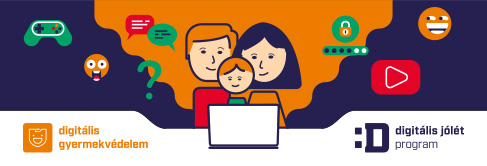 digitális
gyermekvédelem
:D digitális jólét
program